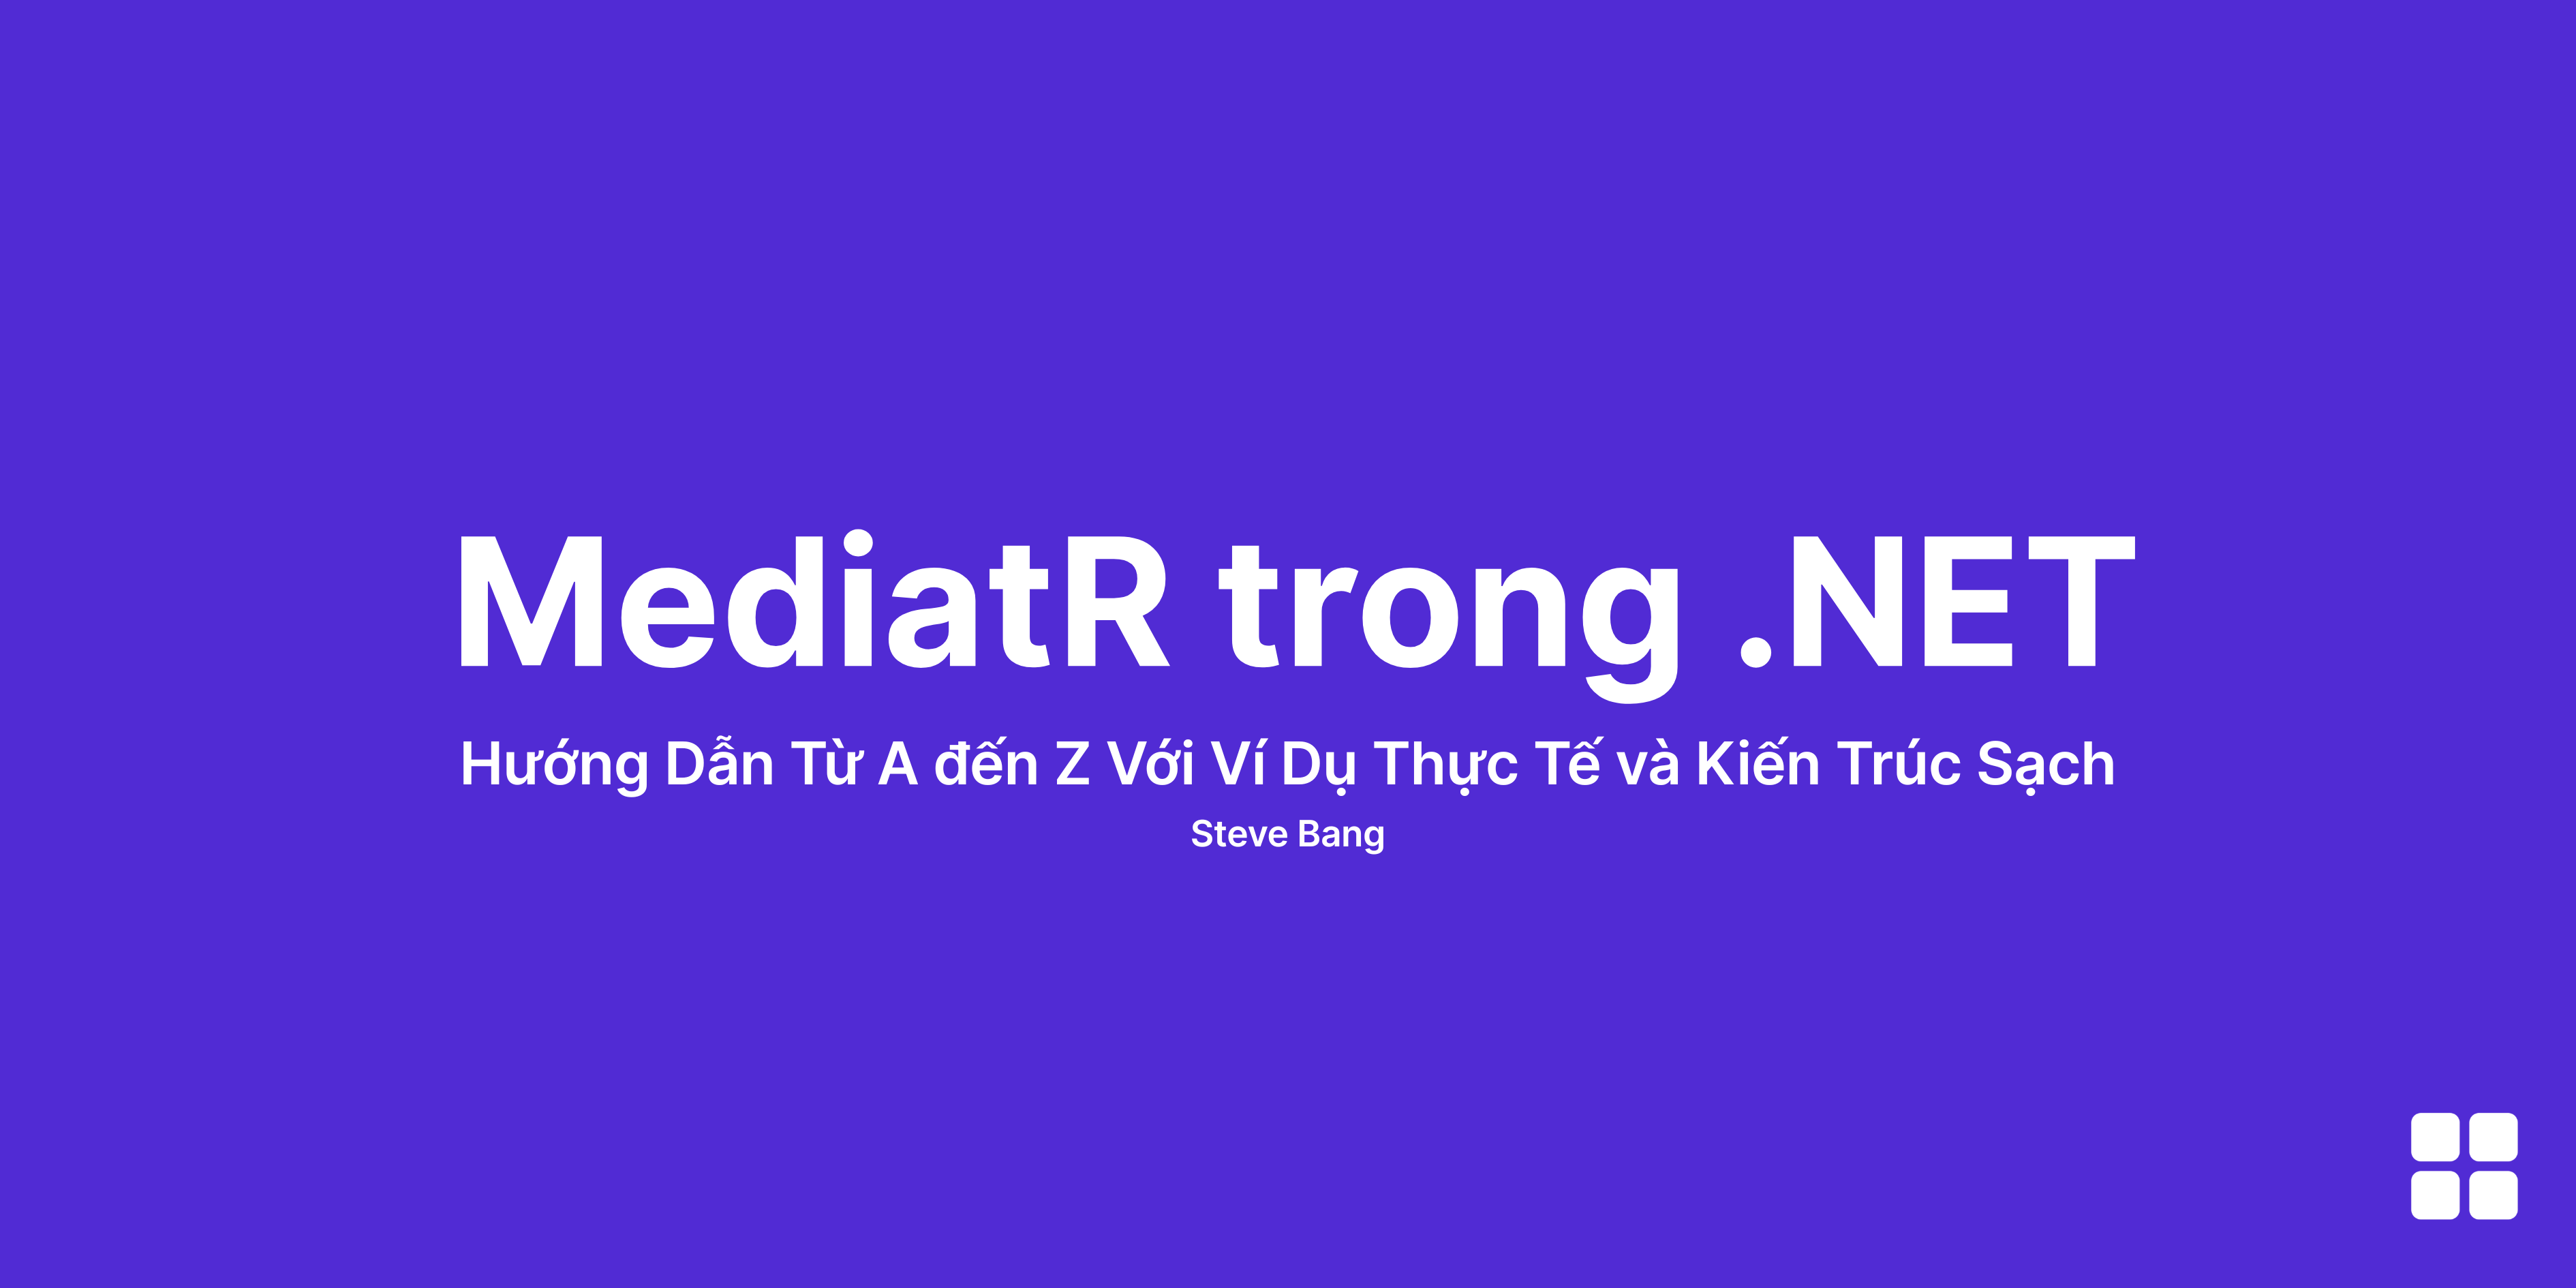 MediatR trong .NET
Hướng Dẫn Từ A đến Z Với Ví Dụ Thực Tế và Kiến Trúc Sạch
Steve Bang